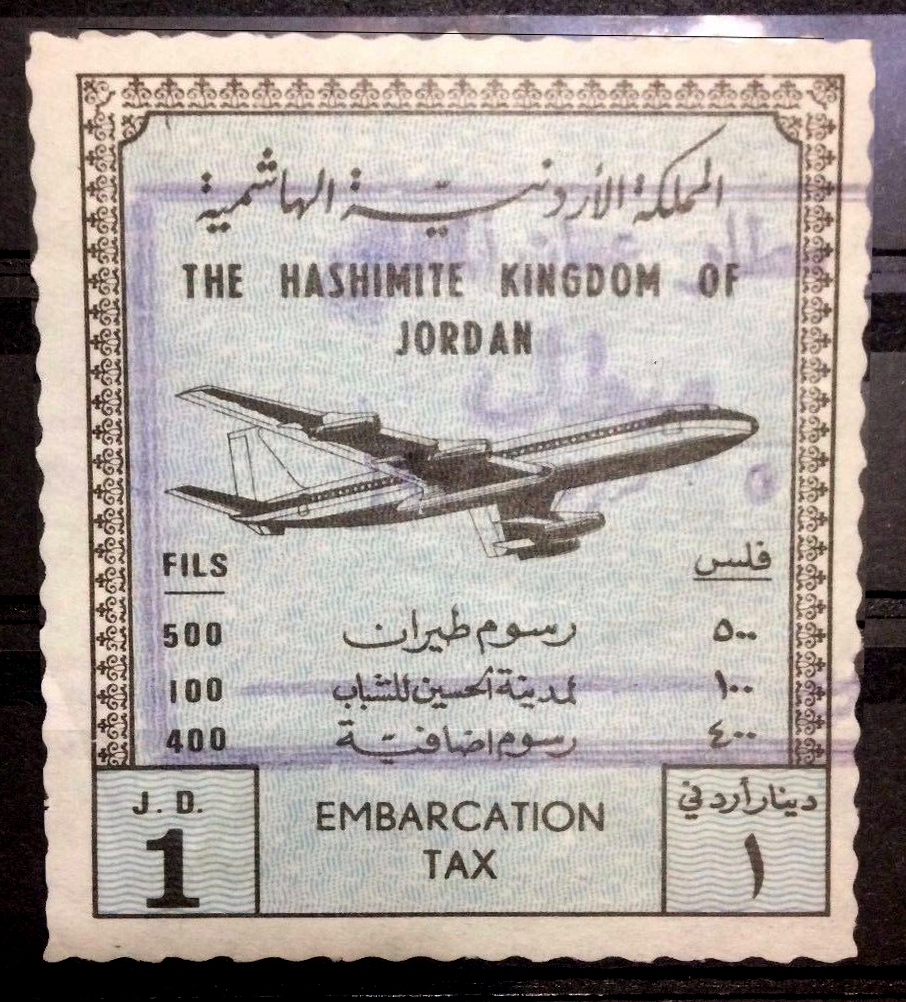 المملكة الأردنية الهاشمية
THE HASHIMITE KINGDOM OF
JORDAN
FILS فلس
500 رسوم طيران ٥٠٠
100 لمدينة الحسين للشباب ١٠٠
400 رسوم اضافية ٤٠٠
J. D. دينار أردني
1 EMBARCATION ١
TAX